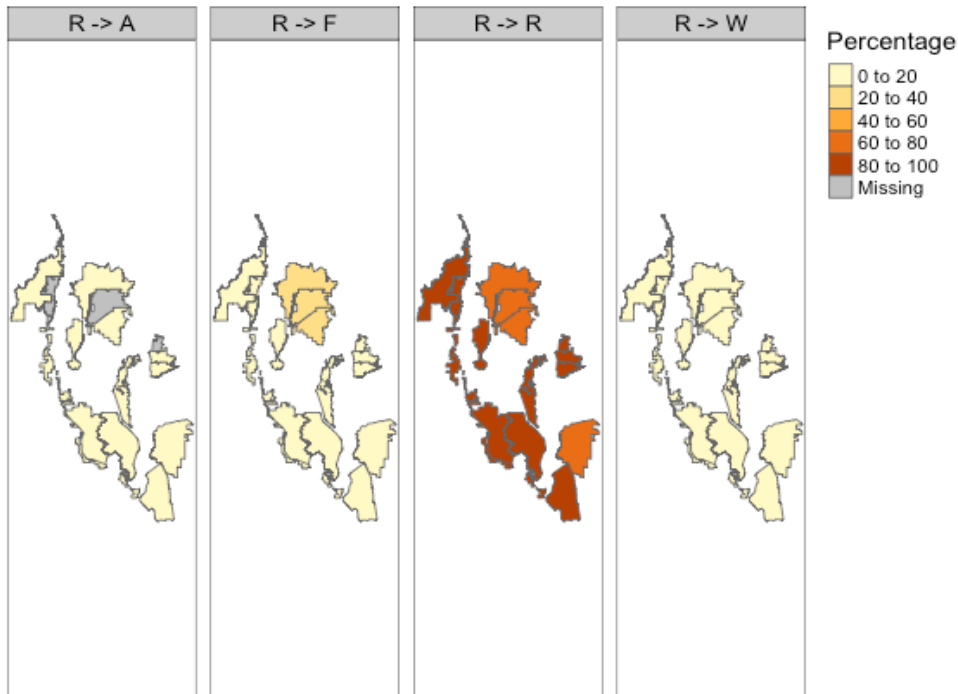 R -> A
R -> F
R -> R
R -> W
Percentage
0 to 20
20 to 40
40 to 60
60 to 80
80 to 100
Missing